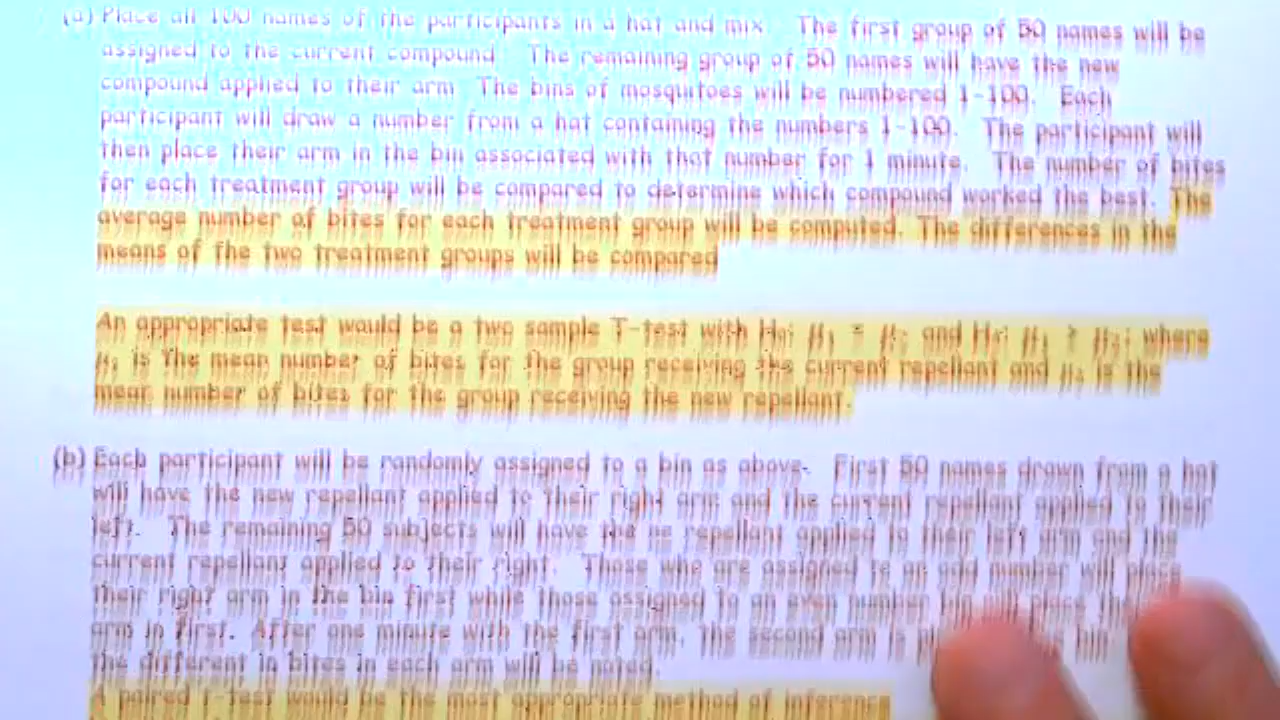 (a) Place all 100 names of the participants in a hat and mix. The first group of 50 names will be
assigned to the current compound. The remaining group of 50 names will have the new
compound applied to their arm. The bins of mosquitoes will be numbered 1-100. Each
participant will draw a number from a hat containing the numbers 1-100. The participant will
then place their arm in the bin associated with that number for 1 minute. The number of bites
for each treatment group will be compared to determine which compound worked the best. The
average number of bites for each treatment group will be computed. The differences in the
means of the two treatment groups will be compared
An appropriate test would be a two sample T-test with H₀: μ₁ = μ₂ and Hₐ: μ₁ > μ₂; where
μ₁ is the mean number of bites for the group receiving the current repellant and μ₂ is the
mean number of bites for the group receiving the new repellant.
(b) Each participant will be randomly assigned to a bin as above. First 50 names drawn from a hat
will have the new repellant applied to their right arm and the current repellant applied to their
left. The remaining 50 subjects will have the ne repellant applied to their left arm and the
current repellant applied to their right. Those who are assigned to an odd number will place
their right arm in the bin first while those assigned to an even number
arm in first. After one minute with the first arm, the second arm is bin
the different in bites in each arm will be noted.
A paired t-test would be the most appropriate method of inference